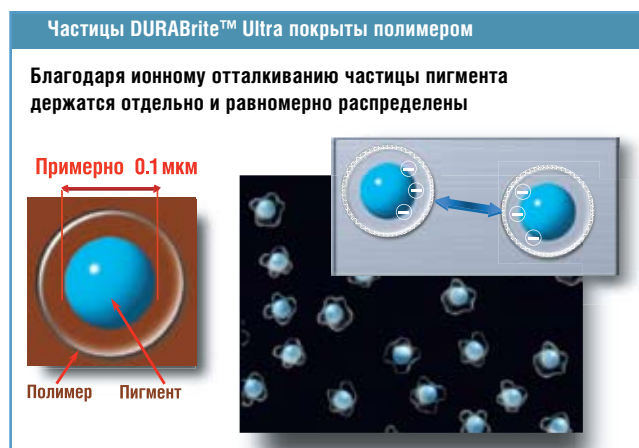 Частицы DURABrite™ Ultra покрыты полимером
Благодаря ионному отталкиванию частицы пигмента
держатся отдельно и равномерно распределены
Примерно 0.1 мкм
Полимер Пигмент